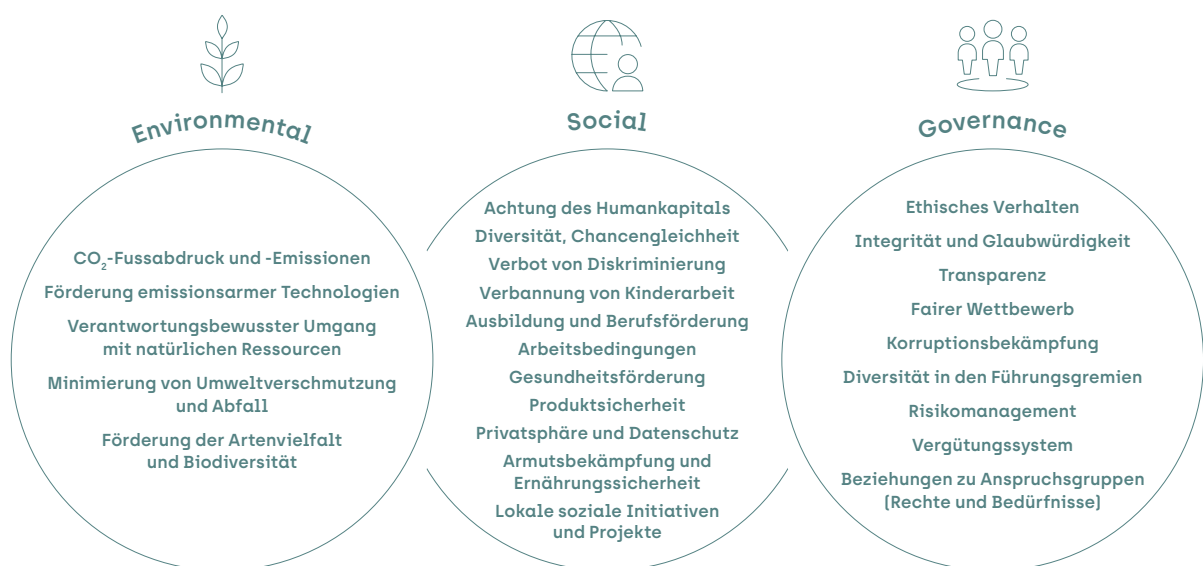 Environmental
CO₂-Fussabdruck und -Emissionen
Förderung emissionsarmer Technologien
Verantwortungsbewusster Umgang
mit natürlichen Ressourcen
Minimierung von Umweltverschmutzung
und Abfall
Förderung der Artenvielfalt
und Biodiversität
Social
Achtung des Humankapitals
Diversität, Chancengleichheit
Verbot von Diskriminierung
Verbannung von Kinderarbeit
Ausbildung und Berufsförderung
Arbeitsbedingungen
Gesundheitsförderung
Produktsicherheit
Privatsphäre und Datenschutz
Armutsbekämpfung und
Ernährungssicherheit
Lokale soziale Initiativen
und Projekte
Governance
Ethisches Verhalten
Integrität und Glaubwürdigkeit
Transparenz
Fairer Wettbewerb
Korruptionsbekämpfung
Diversität in den Führungsgremien
Risikomanagement
Vergütungssystem
Beziehungen zu Anspruchsgruppen
(Rechte und Bedürfnisse)